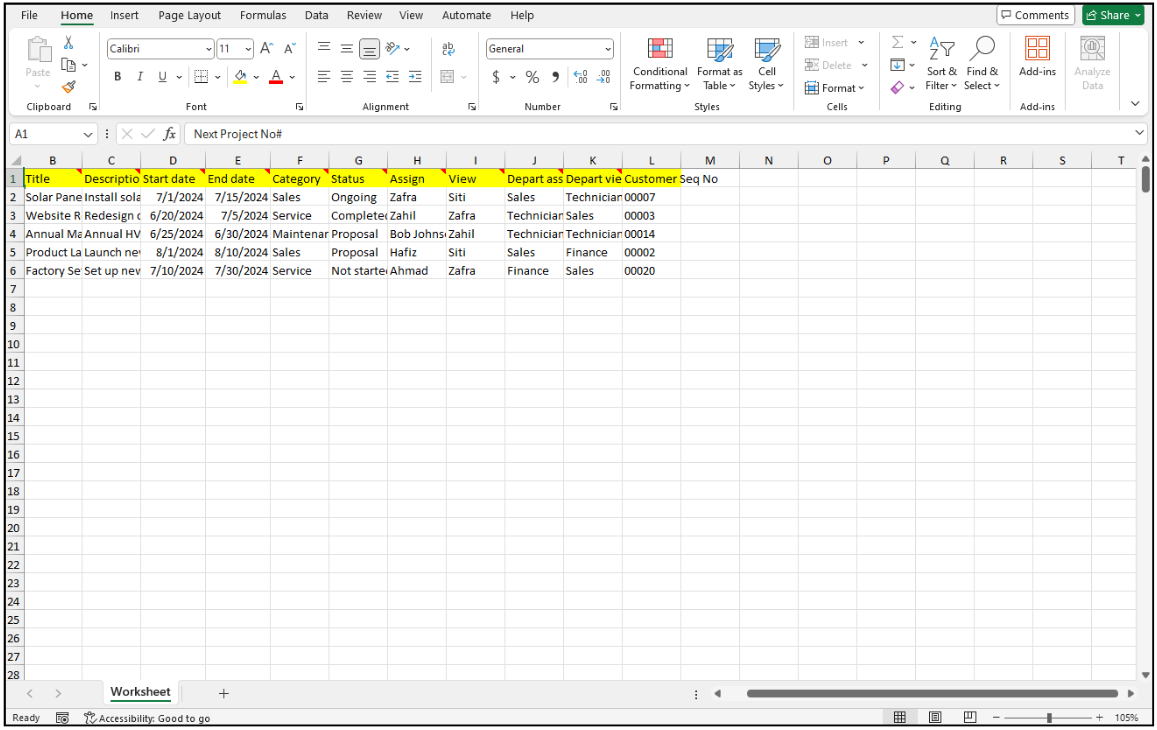 File Home Insert Page Layout Formulas Data Review View Automate Help Comments Share
Calibri 11 A A ab General Insert Σ A Z
Paste B I U A $ % 9 .00 Conditional Formatting Format as Table Cell Styles Delete Format Sort & Filter Find & Select Add-ins Analyze Data
Clipboard Font Alignment Number Styles Cells Editing Add-ins
A1 fx Next Project No#
B C D E F G H I J K L M N O P Q R S T
1 Title Descriptio Start date End date Category Status Assign View Depart ass Depart vie Customer Seq No
2 Solar Pane Install sola 7/1/2024 7/15/2024 Sales Ongoing Zafra Siti Sales Technician 00007
3 Website R Redesign c 6/20/2024 7/5/2024 Service Completed Zahil Zafra Technician Sales 00003
4 Annual Ma Annual HV 6/25/2024 6/30/2024 Maintenar Proposal Bob Johns Zahil Technician Technician 00014
5 Product La Launch ne 8/1/2024 8/10/2024 Sales Proposal Hafiz Siti Sales Finance 00002
6 Factory Se Set up new 7/10/2024 7/30/2024 Service Not starte Ahmad Zafra Finance Sales 00020
7
8
9
10
11
12
13
14
15
16
17
18
19
20
21
22
23
24
25
26
27
28
Worksheet +
Ready Accessibility: Good to go - + 105%